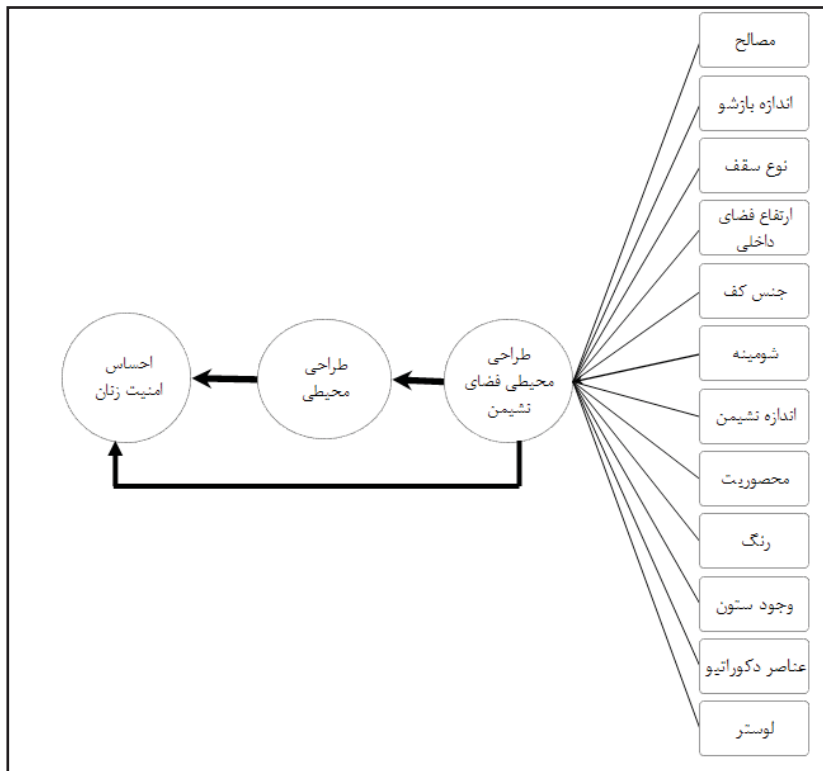 مصالح
اندازه بازشو
نوع سقف
ارتفاع فضای
داخلی
جنس کف
شومینه
اندازه نشیمن
محصوریت
رنگ
وجود ستون
عناصر دکوراتیو
لوستر
طراحی
محیطی فضای
نشیمن
طراحی
محیطی
احساس
امنیت زنان